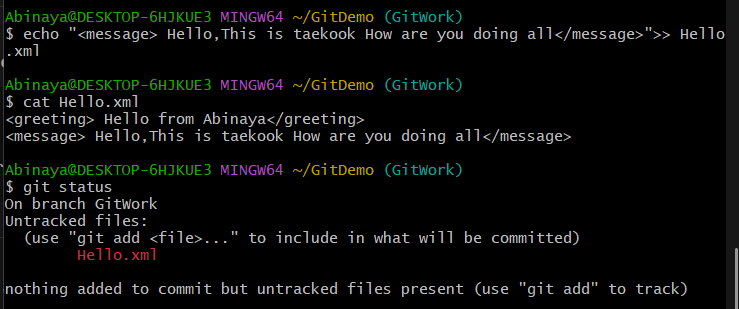 Abinaya@DESKTOP-6HJKUE3 MINGW64 ~/GitDemo (GitWork)
$ echo "<message> Hello,This is taekook How are you doing all</message>">> Hello
.xml
Abinaya@DESKTOP-6HJKUE3 MINGW64 ~/GitDemo (GitWork)
$ cat Hello.xml
<greeting> Hello from Abinaya</greeting>
<message> Hello,This is taekook How are you doing all</message>
Abinaya@DESKTOP-6HJKUE3 MINGW64 ~/GitDemo (GitWork)
$ git status
On branch GitWork
Untracked files:
  (use "git add <file>..." to include in what will be committed)
        Hello.xml
nothing added to commit but untracked files present (use "git add" to track)